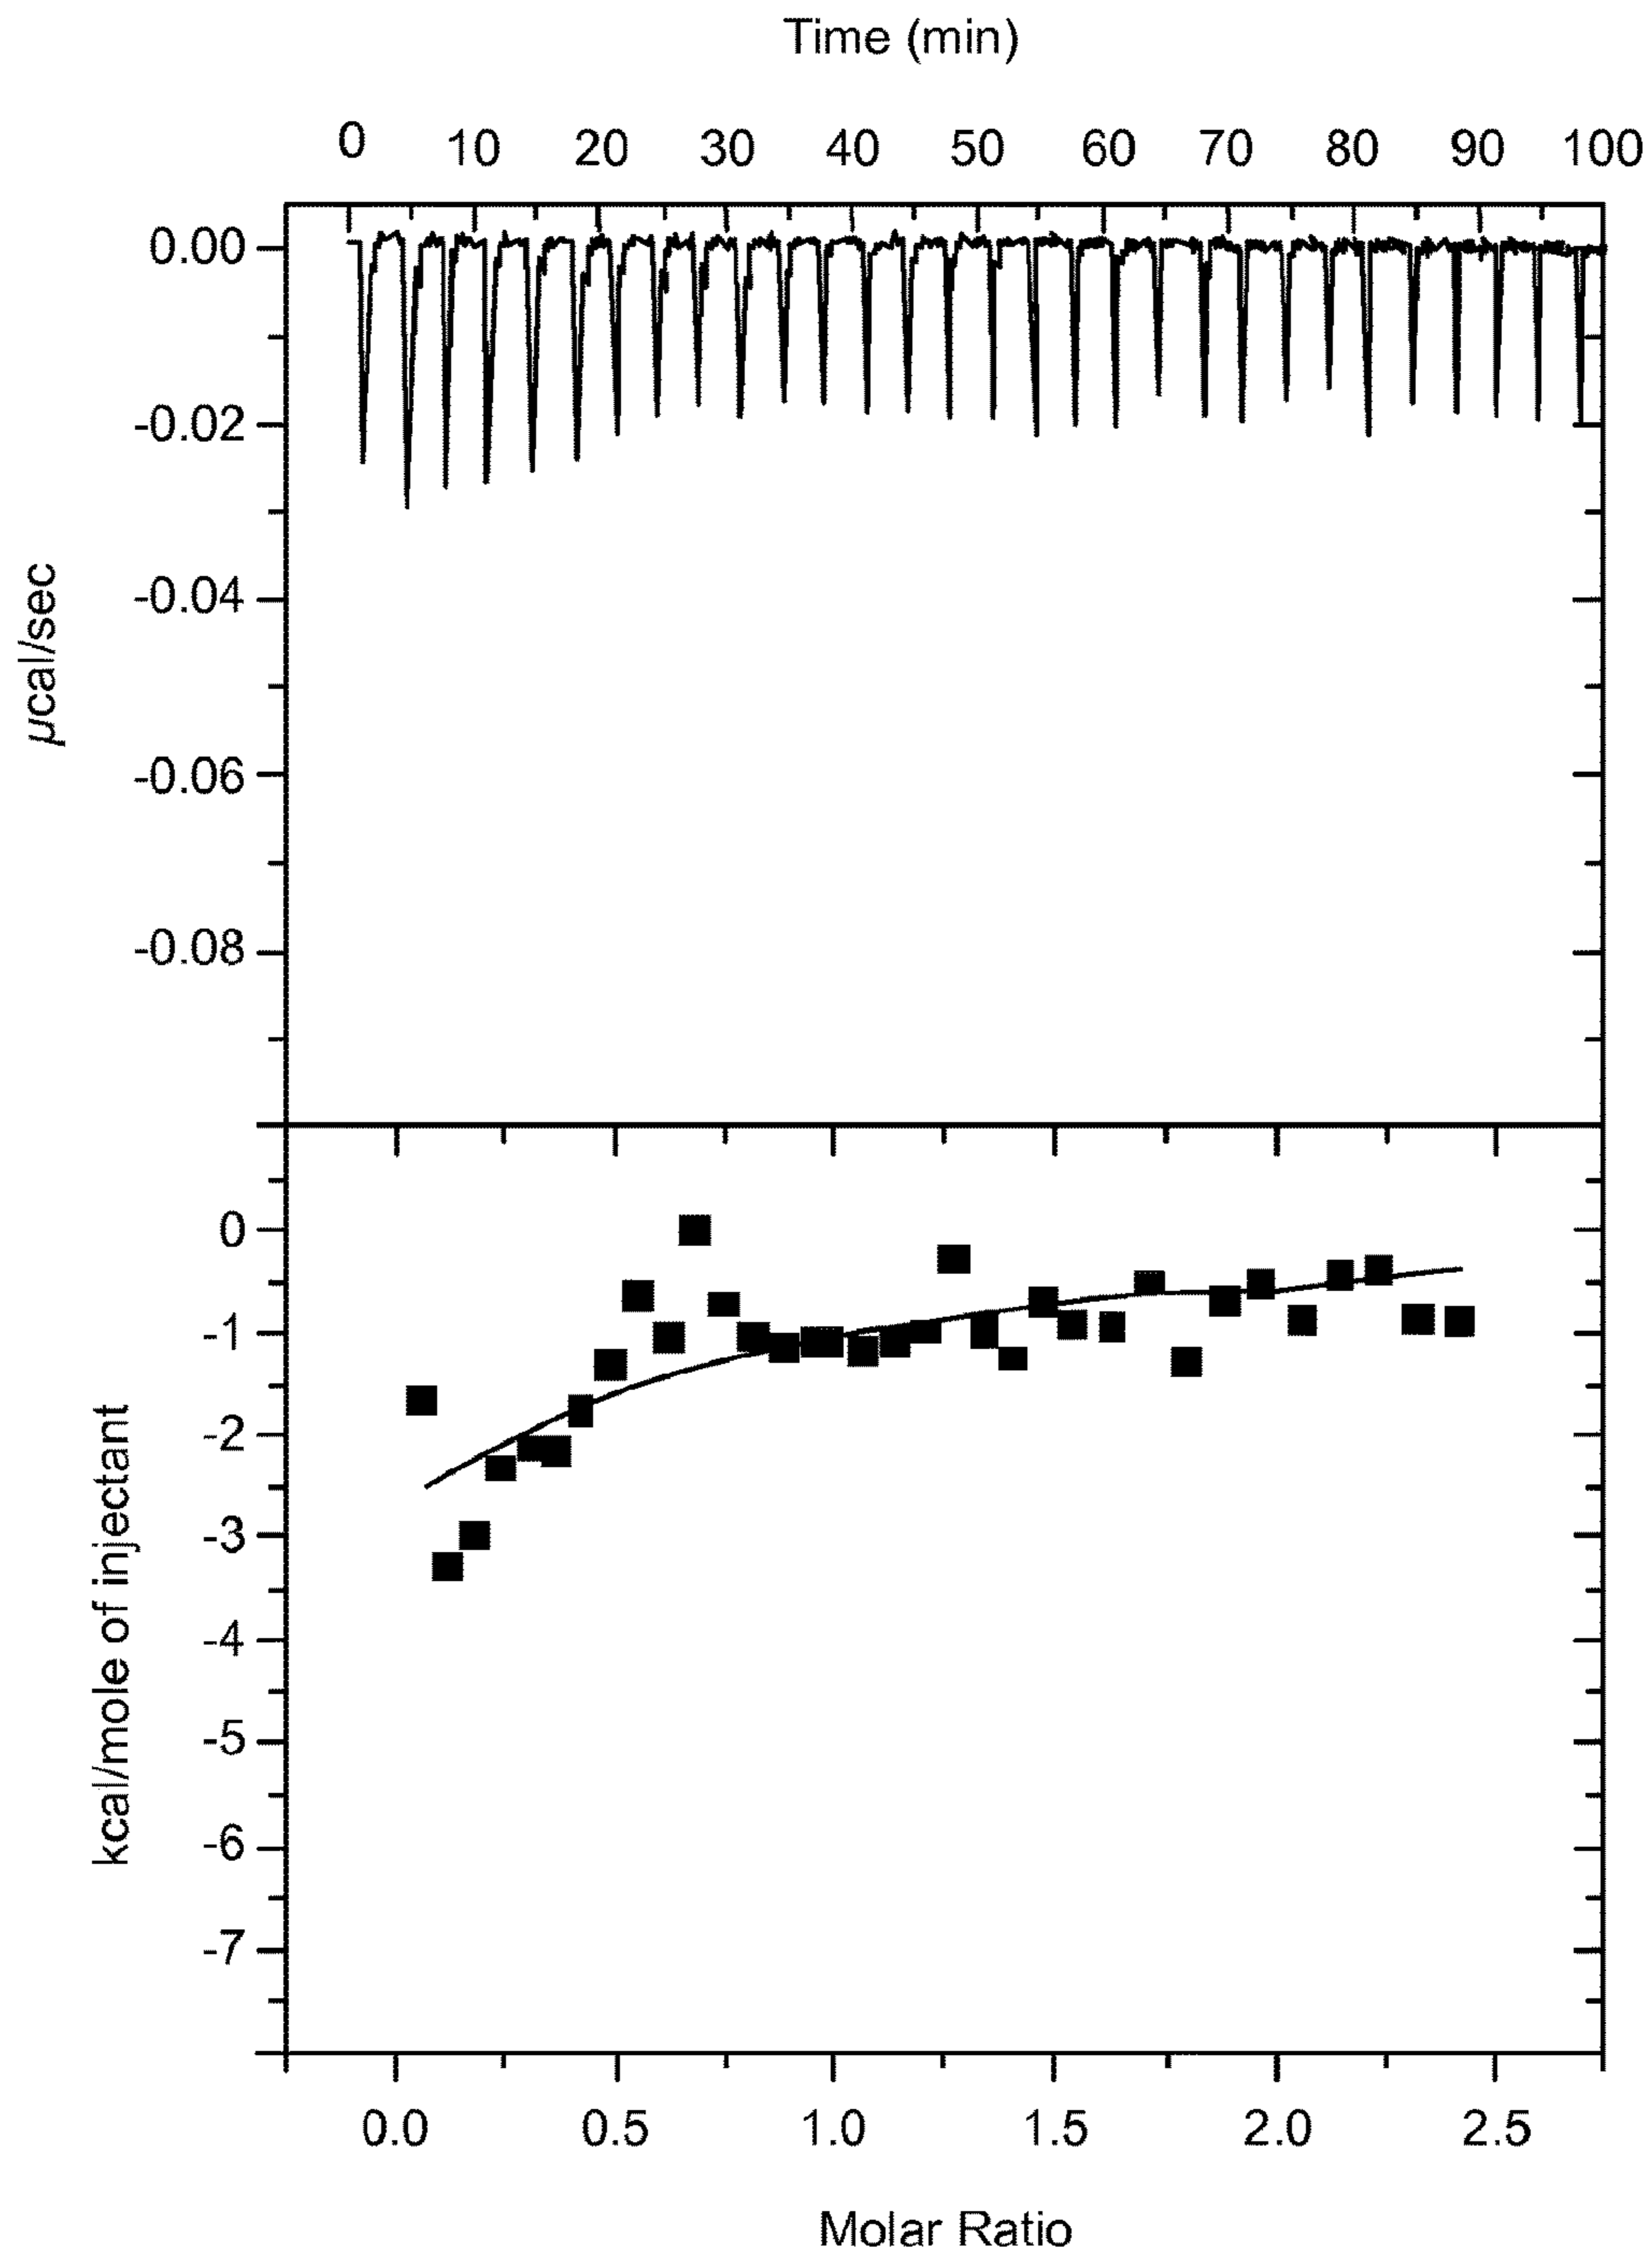 Time (min)
0 10 20 30 40 50 60 70 80 90 100
0.00
-0.02
-0.04
-0.06
-0.08
µcal/sec
0
-1
-2
-3
-4
-5
-6
-7
kcal/mole of injectant
0.0 0.5 1.0 1.5 2.0 2.5
Molar Ratio